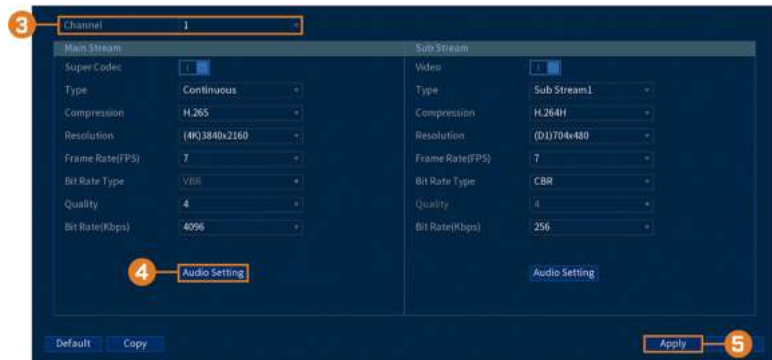 3 Channel 1
Main Stream Sub Stream
Super Codec Video
Type Continuous Type Sub Stream1
Compression H.265 Compression H.264H
Resolution (4K)3840x2160 Resolution (D1)704x480
Frame Rate(FPS) 7 Frame Rate(FPS) 7
Bit Rate Type VBR Bit Rate Type CBR
Quality 4 Quality 4
Bit Rate(Kbps) 4096 Bit Rate(Kbps) 256
4 Audio Setting Audio Setting
Default Copy Apply 5